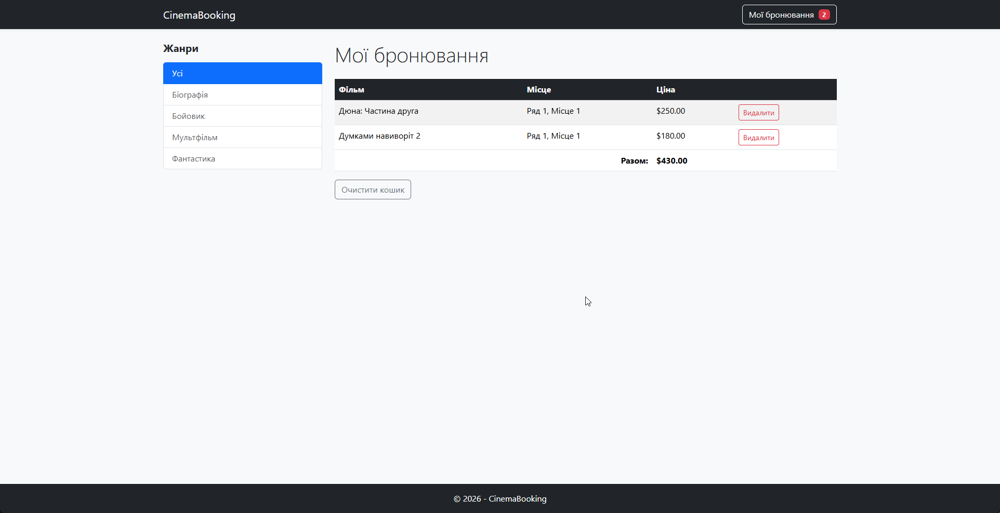 CinemaBooking
Мої бронювання 2
Жанри
Усі
Біографія
Бойовик
Мультфільм
Фантастика
Мої бронювання
Фільм Місце Ціна
Дюна: Частина друга Ряд 1, Місце 1 $250.00 Видалити
Думками навиворіт 2 Ряд 1, Місце 1 $180.00 Видалити
Разом: $430.00
Очистити кошик
© 2026 - CinemaBooking